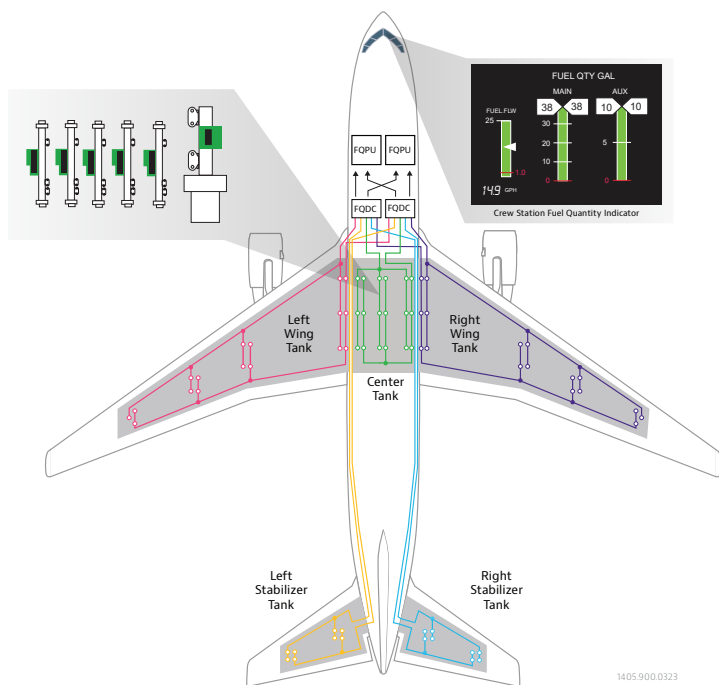 FUEL QTY GAL
MAIN
AUX
FUEL FLW
25
1.0
14.9 GPH
38
38
30
20
10
0
10
10
5
0
Crew Station Fuel Quantity Indicator
FQPU
FQPU
FQDC
FQDC
Left
Wing
Tank
Right
Wing
Tank
Center
Tank
Left
Stabilizer
Tank
Right
Stabilizer
Tank
1405.900.0323